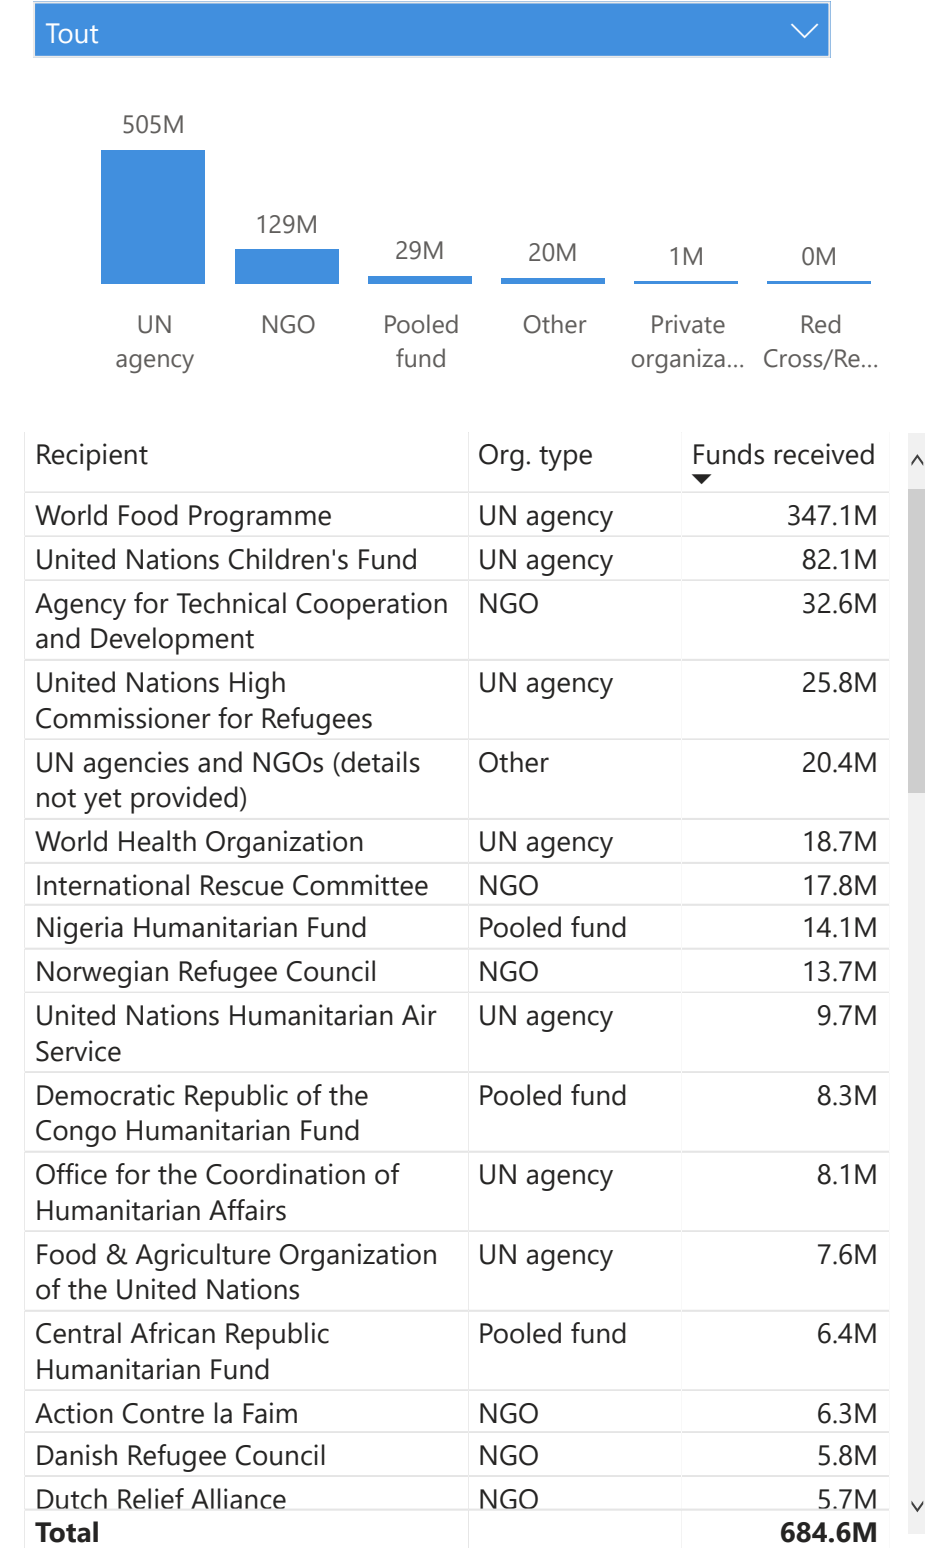 Tout
505M
129M
29M
20M
1M
0M
UN agency
NGO
Pooled fund
Other
Private organiza...
Red Cross/Re...
Recipient Org. type Funds received
World Food Programme UN agency 347.1M
United Nations Children's Fund UN agency 82.1M
Agency for Technical Cooperation NGO 32.6M
and Development
United Nations High UN agency 25.8M
Commissioner for Refugees
UN agencies and NGOs (details Other 20.4M
not yet provided)
World Health Organization UN agency 18.7M
International Rescue Committee NGO 17.8M
Nigeria Humanitarian Fund Pooled fund 14.1M
Norwegian Refugee Council NGO 13.7M
United Nations Humanitarian Air UN agency 9.7M
Service
Democratic Republic of the Pooled fund 8.3M
Congo Humanitarian Fund
Office for the Coordination of UN agency 8.1M
Humanitarian Affairs
Food & Agriculture Organization UN agency 7.6M
of the United Nations
Central African Republic Pooled fund 6.4M
Humanitarian Fund
Action Contre la Faim NGO 6.3M
Danish Refugee Council NGO 5.8M
Dutch Relief Alliance NGO 5.7M
Total 684.6M